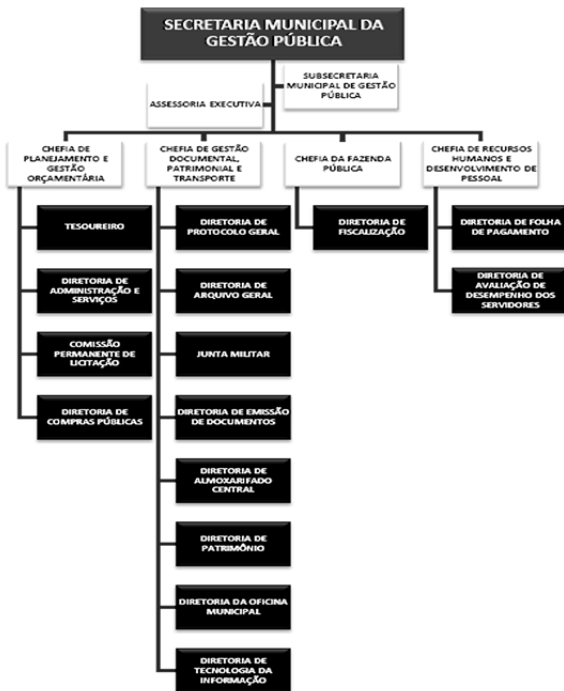 SECRETARIA MUNICIPAL DA
GESTÃO PÚBLICA
SUBSECRETARIA
MUNICIPAL DE GESTÃO
PÚBLICA
ASSESSORIA EXECUTIVA
CHEFIA DE
PLANEJAMENTO E
GESTÃO
ORÇAMENTÁRIA
TESOUREIRO
DIRETORIA DE
ADMINISTRAÇÃO E
SERVIÇOS
COMISSÃO
PERMANENTE DE
LICITAÇÃO
DIRETORIA DE
COMPRAS PÚBLICAS
CHEFIA DE GESTÃO
DOCUMENTAL,
PATRIMONIAL E
TRANSPORTE
DIRETORIA DE
PROTOCOLO GERAL
DIRETORIA DE
ARQUIVO GERAL
JUNTA MILITAR
DIRETORIA DE EMISSÃO
DE DOCUMENTOS
DIRETORIA DE
ALMOXARIFADO
CENTRAL
DIRETORIA DE
PATRIMÔNIO
DIRETORIA DA OFICINA
MUNICIPAL
DIRETORIA DE
TECNOLOGIA DA
INFORMAÇÃO
CHEFIA DA FAZENDA
PÚBLICA
DIRETORIA DE
FISCALIZAÇÃO
CHEFIA DE RECURSOS
HUMANOS E
DESENVOLVIMENTO DE
PESSOAL
DIRETORIA DE FOLHA
DE PAGAMENTO
DIRETORIA DE
AVALIAÇÃO DE
DESEMPENHO DOS
SERVIDORES